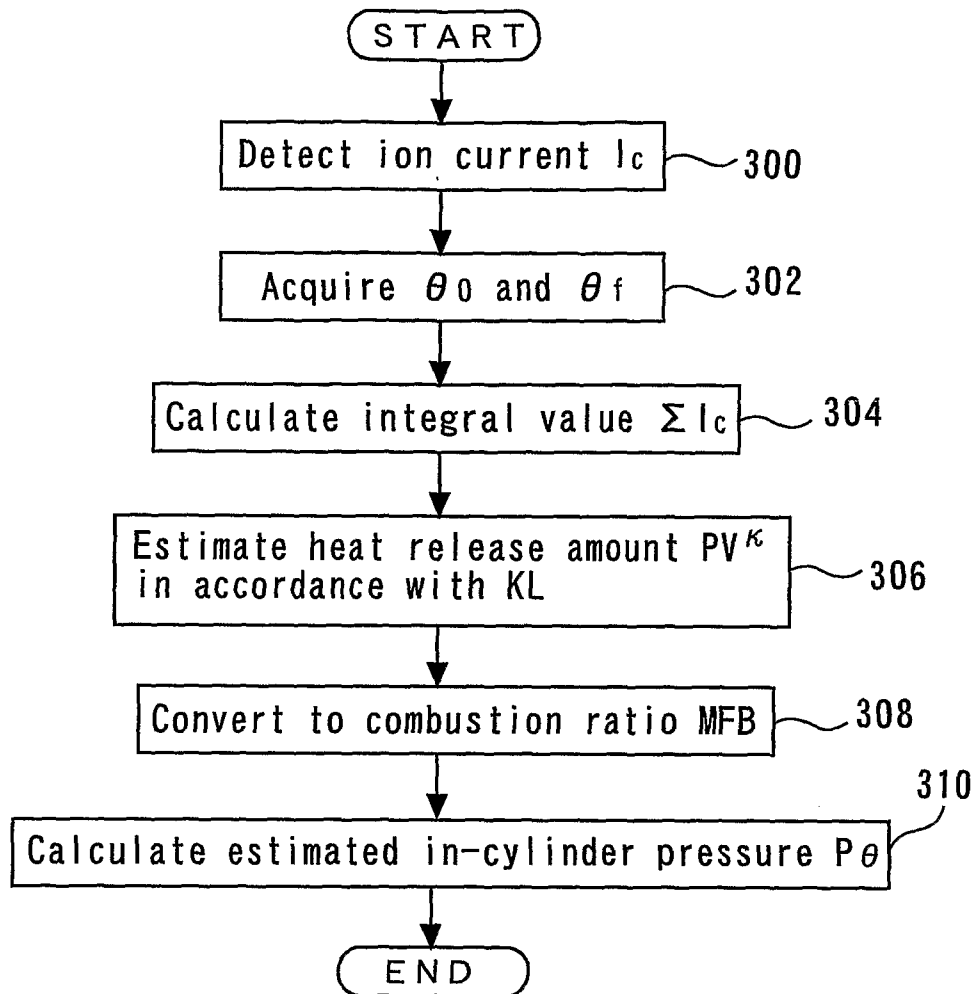 START
Detect ion current Ic
300
Acquire θ0 and θf
302
Calculate integral value ΣIc
304
Estimate heat release amount PV^κ
in accordance with KL
306
Convert to combustion ratio MFB
308
310
Calculate estimated in-cylinder pressure Pθ
END